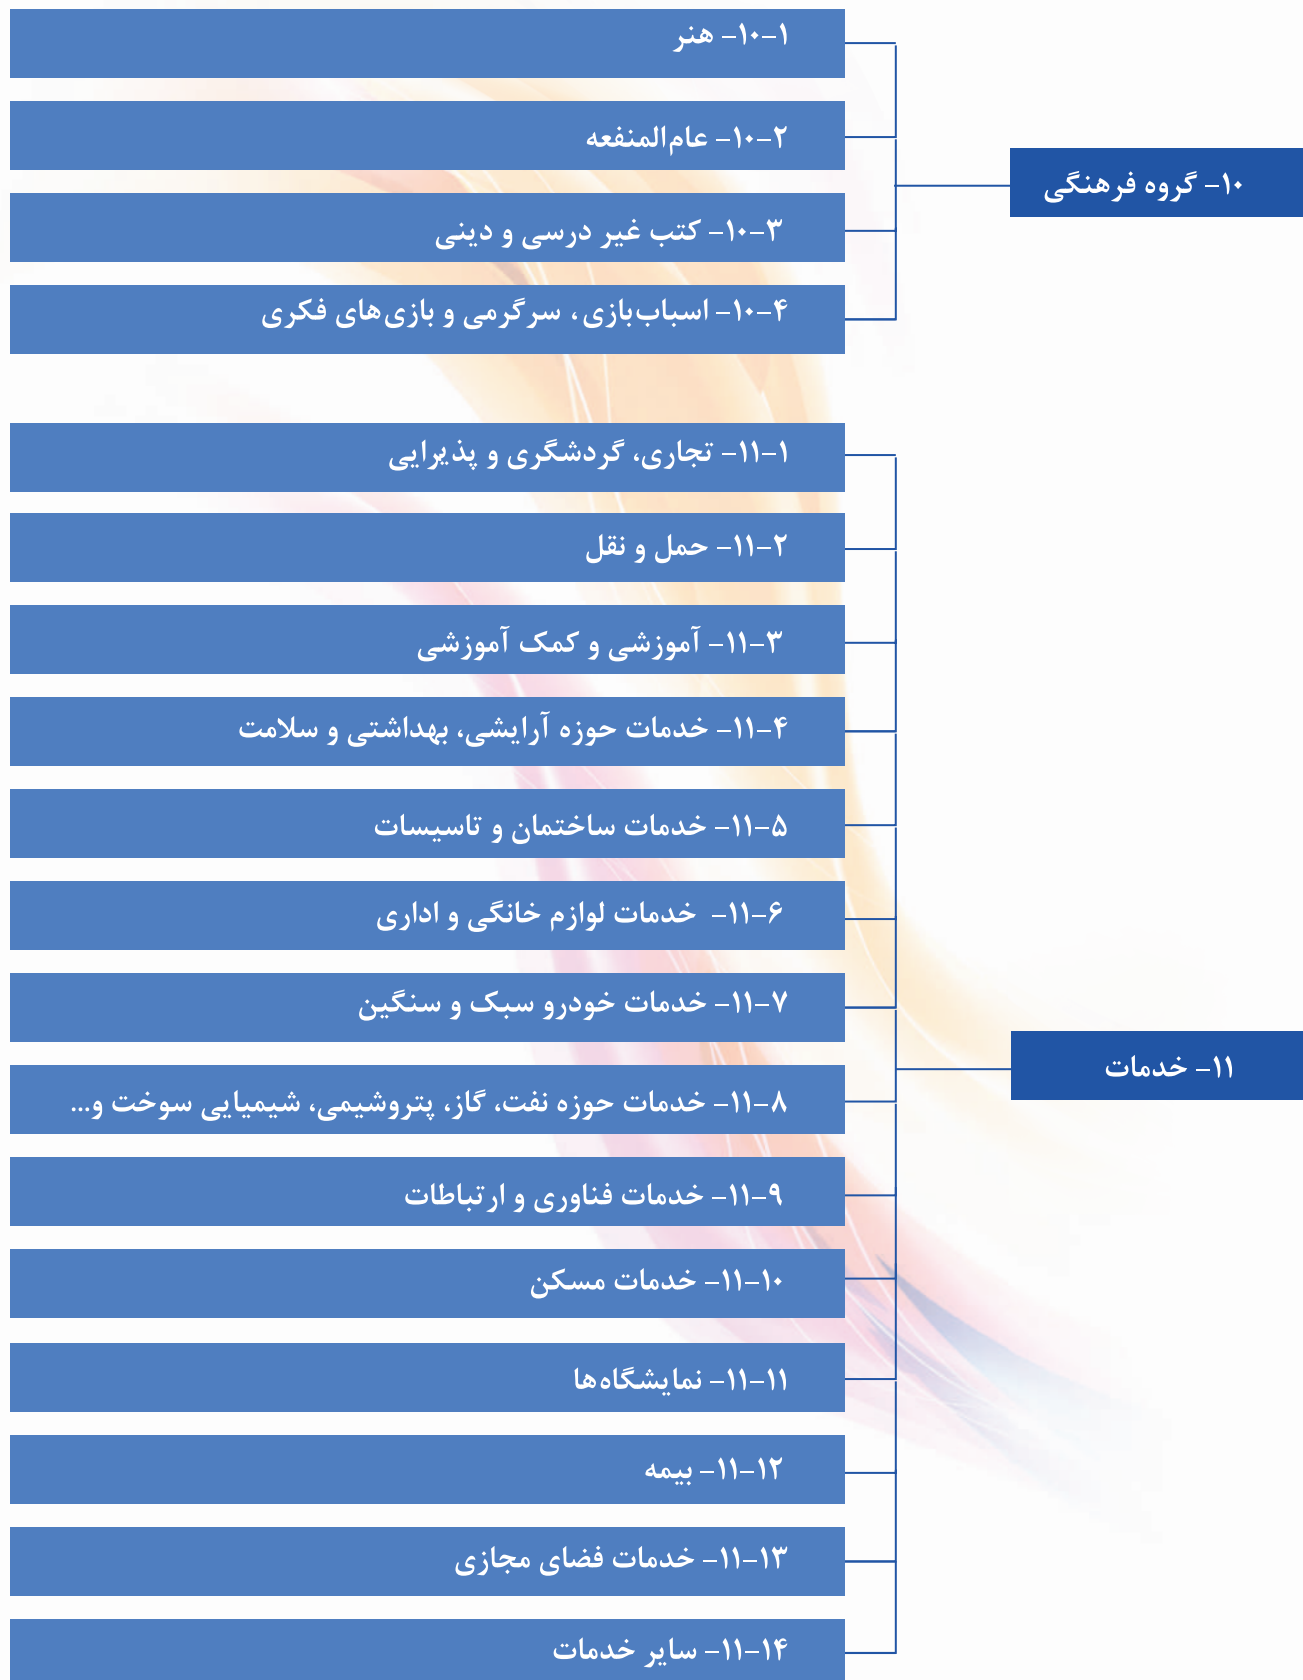 ۱۰- گروه فرهنگی
۱۰-۱- هنر
۱۰-۲- عام‌المنفعه
۱۰-۳- کتب غیر درسی و دینی
۱۰-۴- اسباب‌بازی، سرگرمی و بازی‌های فکری
۱۱- خدمات
۱۱-۱- تجاری، گردشگری و پذیرایی
۱۱-۲- حمل و نقل
۱۱-۳- آموزشی و کمک آموزشی
۱۱-۴- خدمات حوزه آرایشی، بهداشتی و سلامت
۱۱-۵- خدمات ساختمان و تاسیسات
۱۱-۶- خدمات لوازم خانگی و اداری
۱۱-۷- خدمات خودرو سبک و سنگین
۱۱-۸- خدمات حوزه نفت، گاز، پتروشیمی، شیمیایی سوخت و...
۱۱-۹- خدمات فناوری و ارتباطات
۱۱-۱۰- خدمات مسکن
۱۱-۱۱- نمایشگاه‌ها
۱۱-۱۲- بیمه
۱۱-۱۳- خدمات فضای مجازی
۱۱-۱۴- سایر خدمات